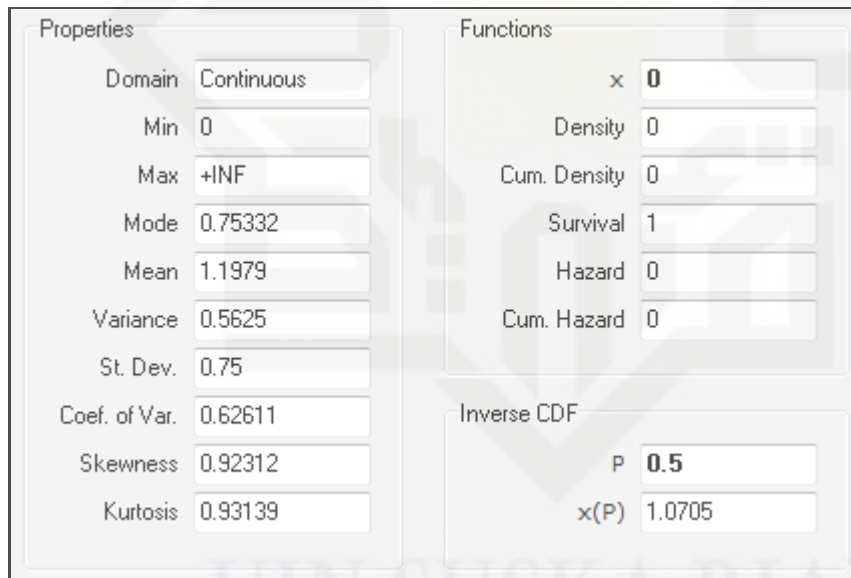 Properties
Domain Continuous
Min 0
Max +INF
Mode 0.75332
Mean 1.1979
Variance 0.5625
St. Dev. 0.75
Coef. of Var. 0.62611
Skewness 0.92312
Kurtosis 0.93139
Functions
x 0
Density 0
Cum. Density 0
Survival 1
Hazard 0
Cum. Hazard 0
Inverse CDF
P 0.5
x(P) 1.0705